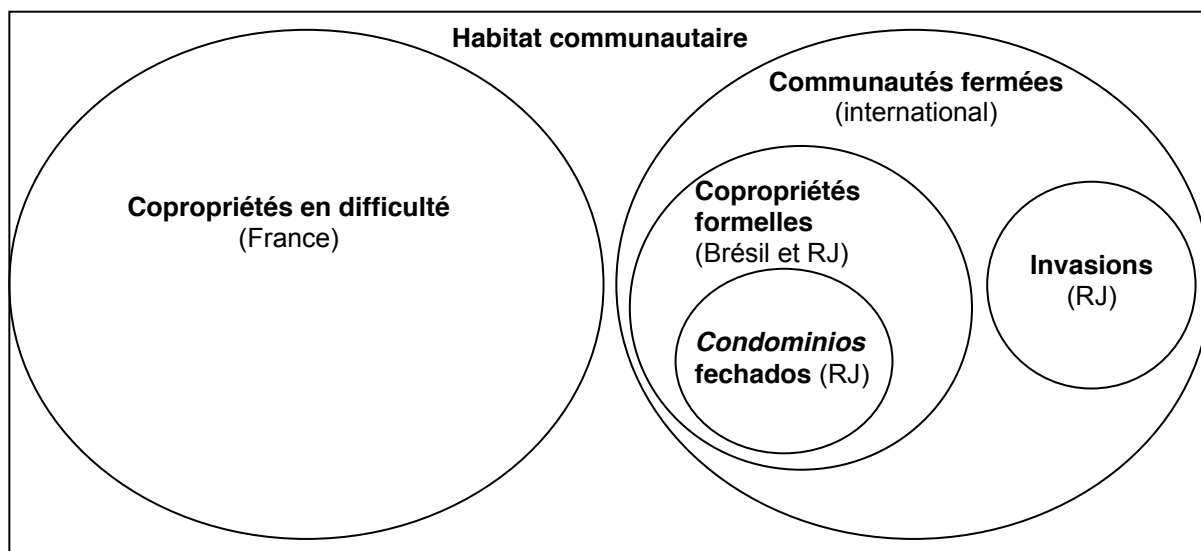 Habitat communautaire
Communautés fermées
(international)
Copropriétés en difficulté
(France)
Copropriétés
formelles
(Brésil et RJ)
Condominios
fechados (RJ)
Invasions
(RJ)